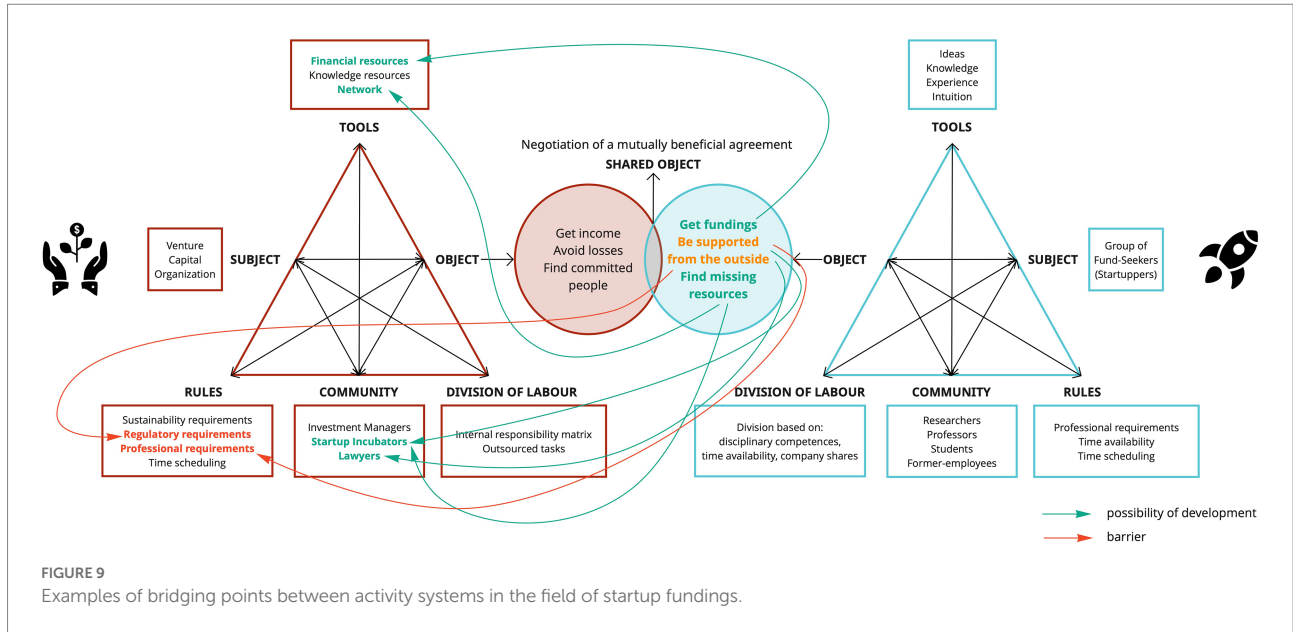 Financial resources
Knowledge resources
Network
TOOLS
Ideas
Knowledge
Experience
Intuition
TOOLS
Negotiation of a mutually beneficial agreement
SHARED OBJECT
$
Venture
Capital
Organization
SUBJECT
OBJECT
Get income
Avoid losses
Find committed
people
Get fundings
Be supported
from the outside
Find missing
resources
OBJECT
SUBJECT
Group of
Fund-Seekers
(Startuppers)
RULES
Sustainability requirements
Regulatory requirements
Professional requirements
Time scheduling
COMMUNITY
Investment Managers
Startup Incubators
Lawyers
DIVISION OF LABOUR
Internal responsibility matrix
Outsourced tasks
DIVISION OF LABOUR
Division based on:
disciplinary competences,
time availability, company shares
COMMUNITY
Researchers
Professors
Students
Former-employees
RULES
Professional requirements
Time availability
Time scheduling
possibility of development
barrier
FIGURE 9
Examples of bridging points between activity systems in the field of startup fundings.